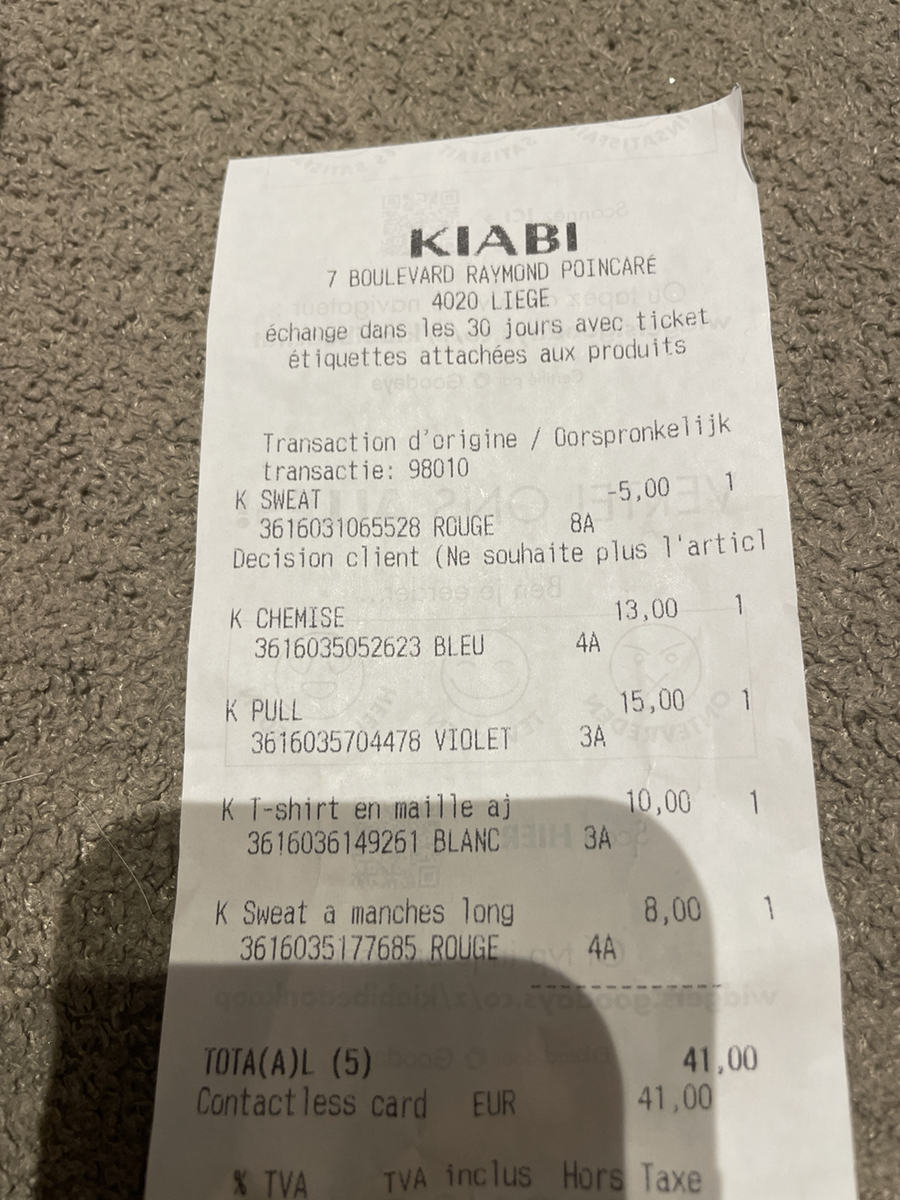 KIABI
7 BOULEVARD RAYMOND POINCARÉ
4020 LIEGE
échange dans les 30 jours avec ticket
étiquettes attachées aux produits
Transaction d'origine / Oorspronkelijk
transactie: 98010
K SWEAT -5,00 1
3616031065528 ROUGE 8A
Decision client (Ne souhaite plus l'articl
K CHEMISE 13,00 1
3616035052623 BLEU 4A
K PULL 15,00 1
3616035704478 VIOLET 3A
K T-shirt en maille aj 10,00 1
3616036149261 BLANC 3A
K Sweat a manches long 8,00 1
3616035177685 ROUGE 4A
TOTA(A)L (5) 41,00
Contactless card EUR 41,00
% TVA TVA inclus Hors Taxe